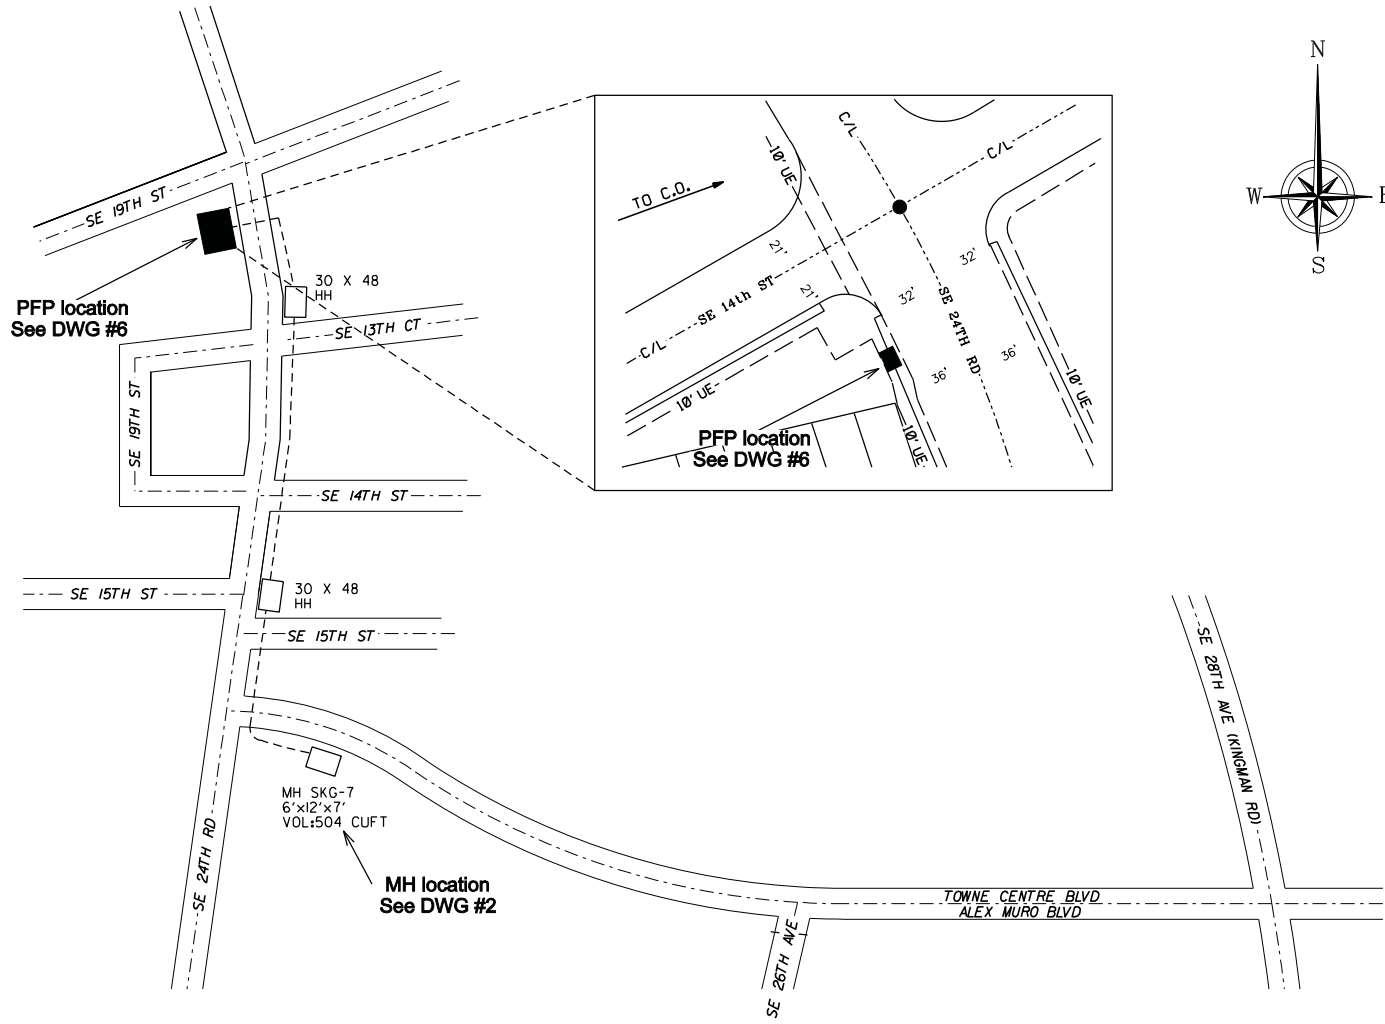 N
W
E
S
SE 19TH ST
PFP location
See DWG #6
30 X 48
HH
SE 13TH CT
SE 19TH ST
SE 14TH ST
SE 15TH ST
30 X 48
HH
SE 15TH ST
MH SKG-7
6'x12'x7'
VOL:504 CUFT
MH location
See DWG #2
SE 24TH RD
TOWNE CENTRE BLVD
ALEX MURO BLVD
SE 26TH AVE
SE 28TH AVE (KINGMAN RD)
C/L
C/L
10' UE
TO C.O.
21'
32'
21'
32'
SE 14th ST
SE 24TH RD
C/L
36'
36'
10' UE
10' UE
PFP location
See DWG #6
10' UE